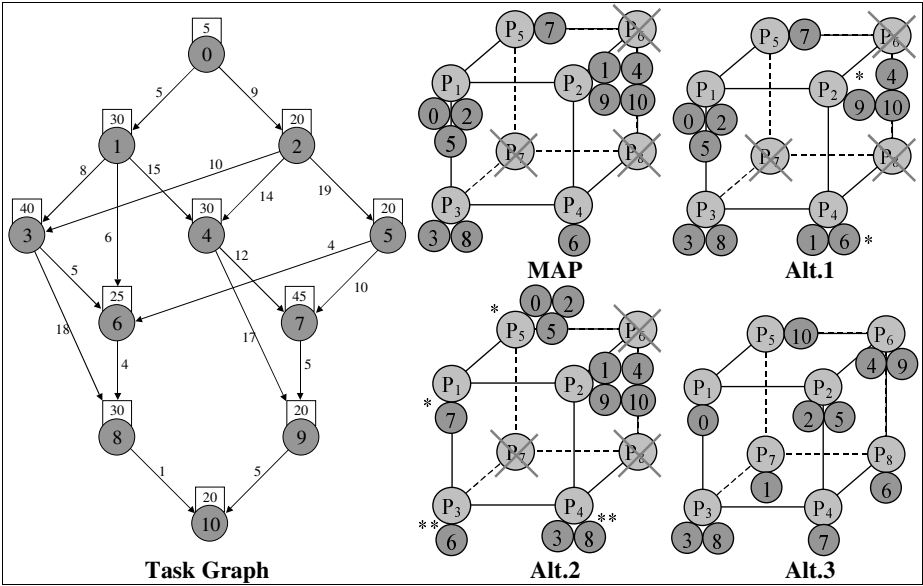 5
0
5
9
30
1
20
2
8
15
10
14
19
40
3
6
30
4
20
5
5
12
4
10
25
6
45
7
18
4
17
5
30
8
20
9
1
5
20
10
Task Graph
P5 7 P6
P1 P2 1 4
0 2 9 10
5
P7 P8
P3 P4
3 8 6
MAP
P5 7 P6
* 4
P1 P2 9 10
0 2
5
P7 P8
P3 P4
3 8 1 6 *
Alt.1
0 2
* P5 5 P6
P1 P2 1 4
* 7 9 10
P7 P8
P3 P4
** 6 3 8 **
Alt.2
P5 10 P6
P1 P2 4 9
0 2 5
P7 P8
1 6
P3 P4
3 8 7
Alt.3